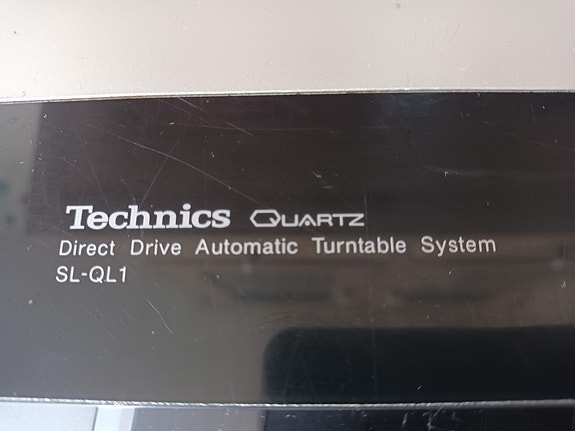 Technics QUARTZ
Direct Drive Automatic Turntable System
SL-QL1